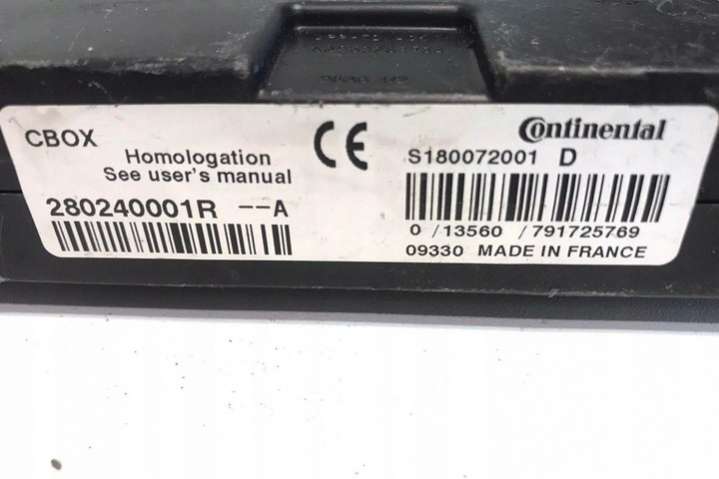 CBOX
Homologation
See user's manual
280240001R --A
CE
Continental
S180072001 D
0 /13560 /791725769
09330 MADE IN FRANCE